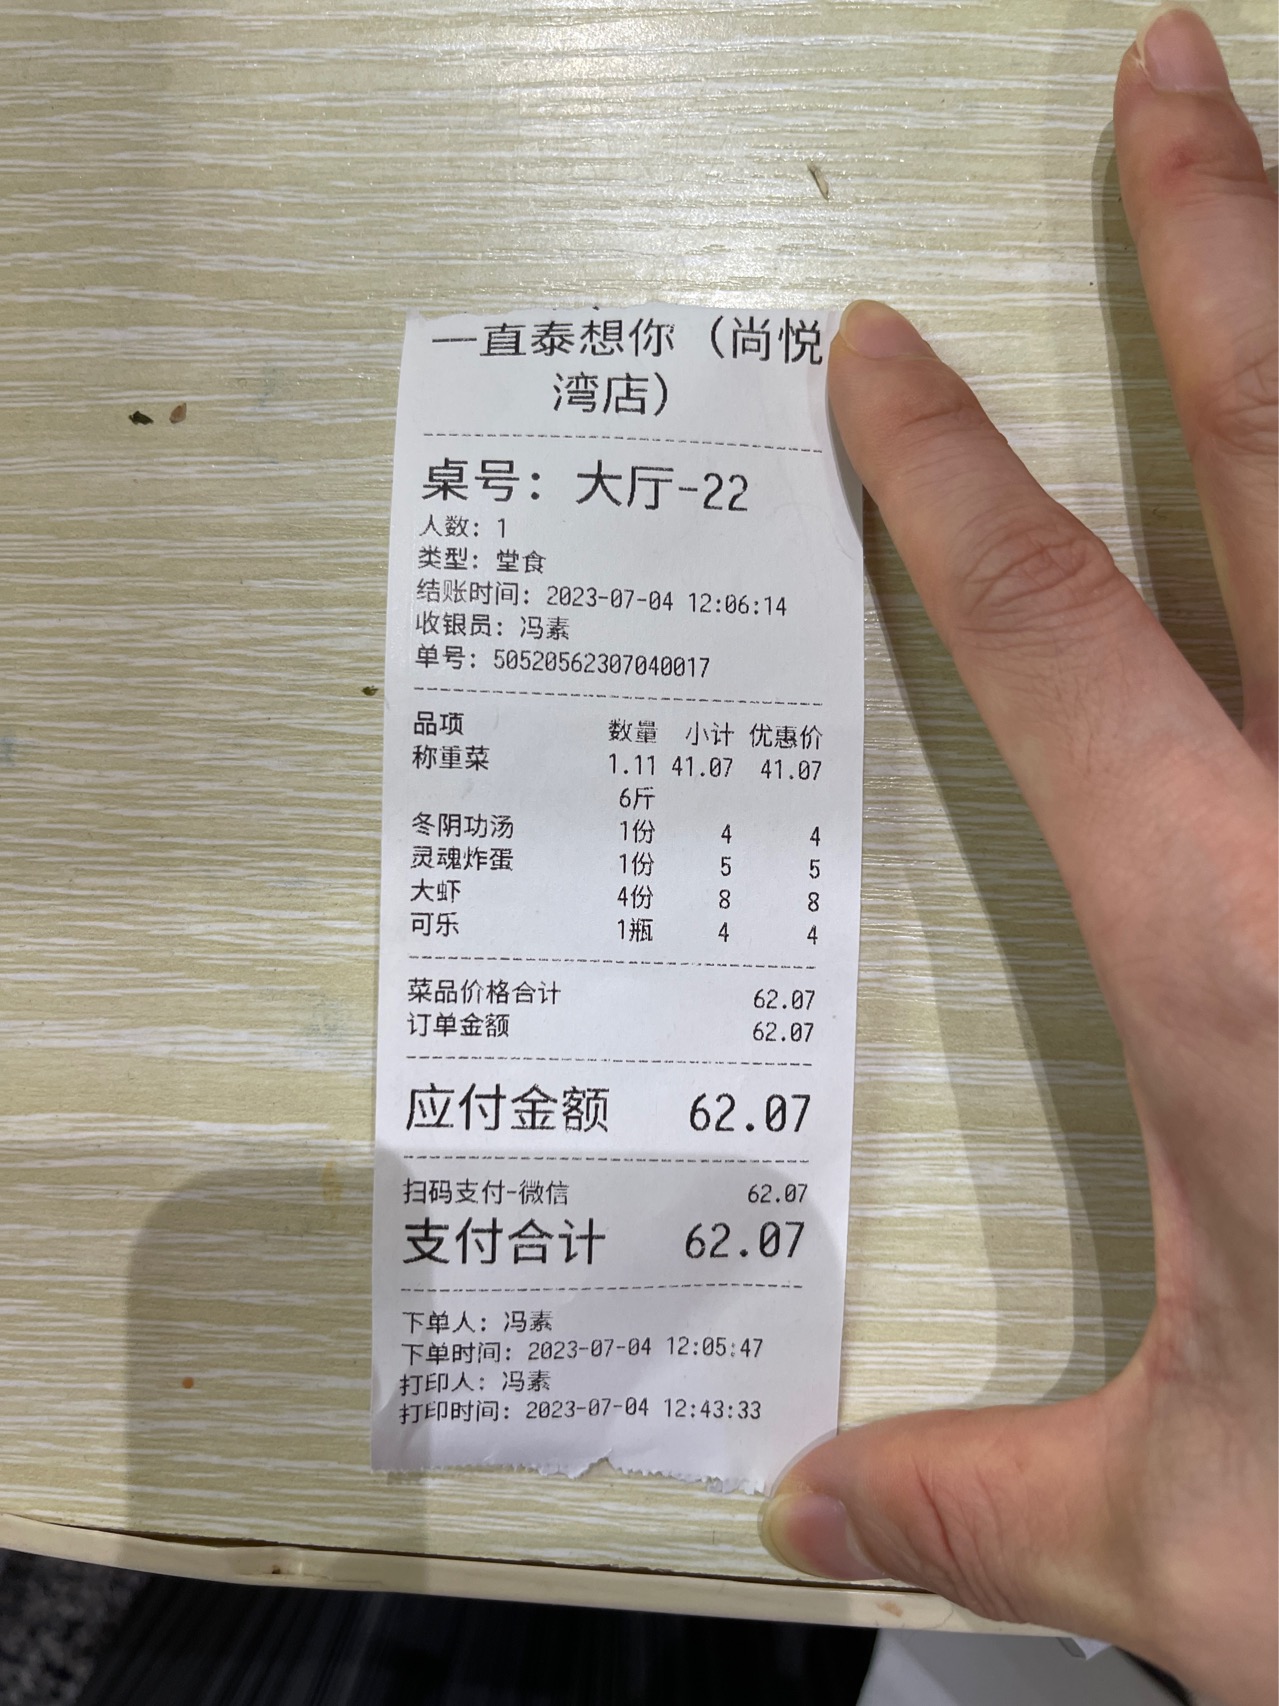 一直泰想你（尚悦
湾店）
桌号：大厅-22
人数：1
类型：堂食
结账时间：2023-07-04 12:06:14
收银员：冯素
单号：50520562307040017
品项 数量 小计 优惠价
称重菜 1.11 41.07 41.07
6斤
冬阴功汤 1份 4 4
灵魂炸蛋 1份 5 5
大虾 4份 8 8
可乐 1瓶 4 4
菜品价格合计 62.07
订单金额 62.07
应付金额 62.07
扫码支付-微信 62.07
支付合计 62.07
下单人：冯素
下单时间：2023-07-04 12:05:47
打印人：冯素
打印时间：2023-07-04 12:43:33